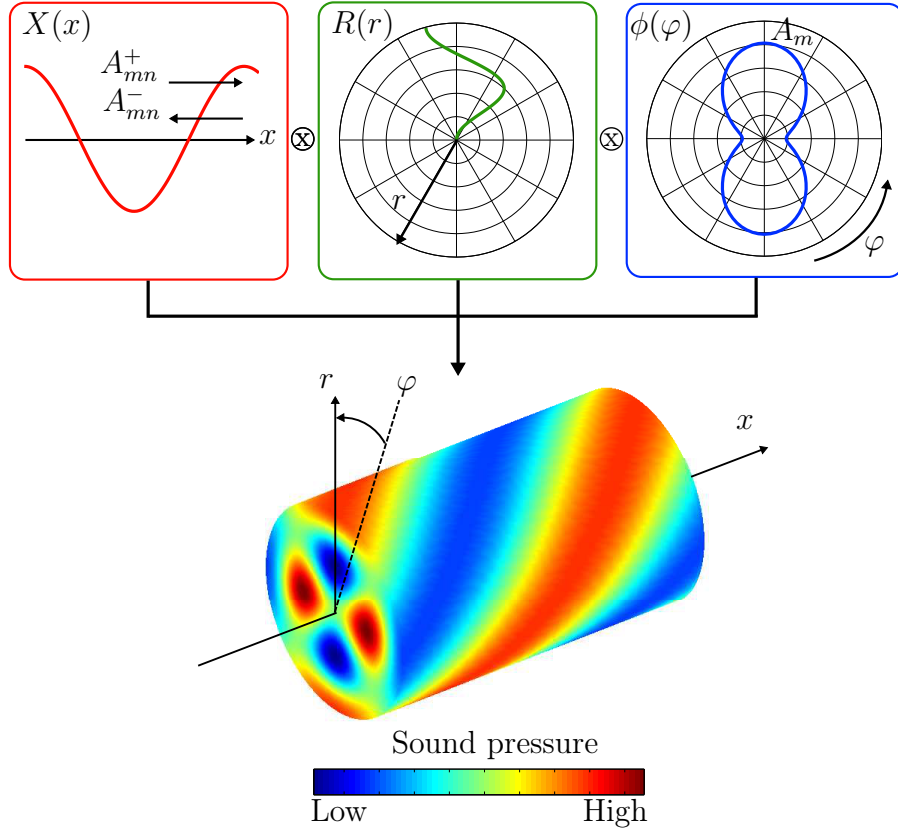 X(x)
A⁺ₘₙ
A⁻ₘₙ
x
ⓧ
R(r)
r
ⓧ
ϕ(φ)
Aₘ
φ
r
φ
x
Sound pressure
Low High